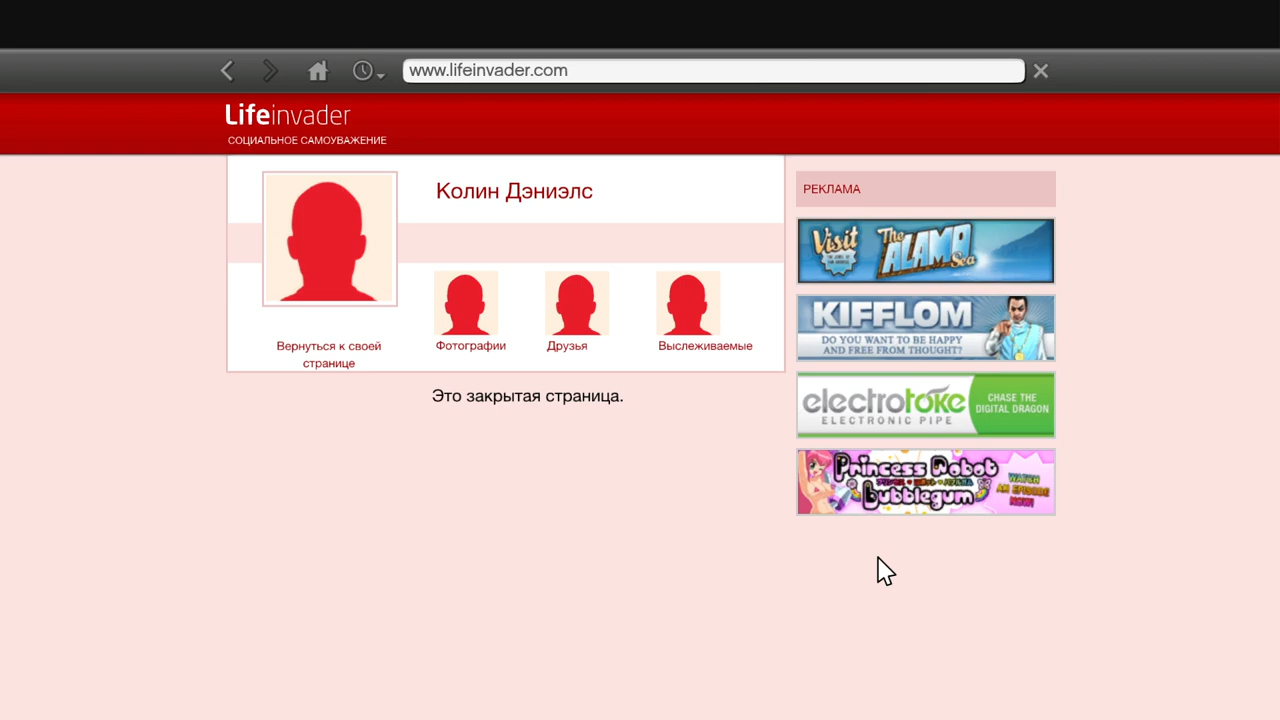 www.lifeinvader.com
Lifeinvader
СОЦИАЛЬНОЕ САМОУВАЖЕНИЕ
Колин Дэниэлс
Вернуться к своей
странице
Фотографии
Друзья
Выслеживаемые
Это закрытая страница.
РЕКЛАМА
Visit
The
ALAMO
Sea
KIFFLOM
DO YOU WANT TO BE HAPPY
AND FREE FROM THOUGHT?
electrotoke
ELECTRONIC PIPE
CHASE THE
DIGITAL DRAGON
Princess Robot
Bubblegum
WATCH
AN EPISODE
NOW!